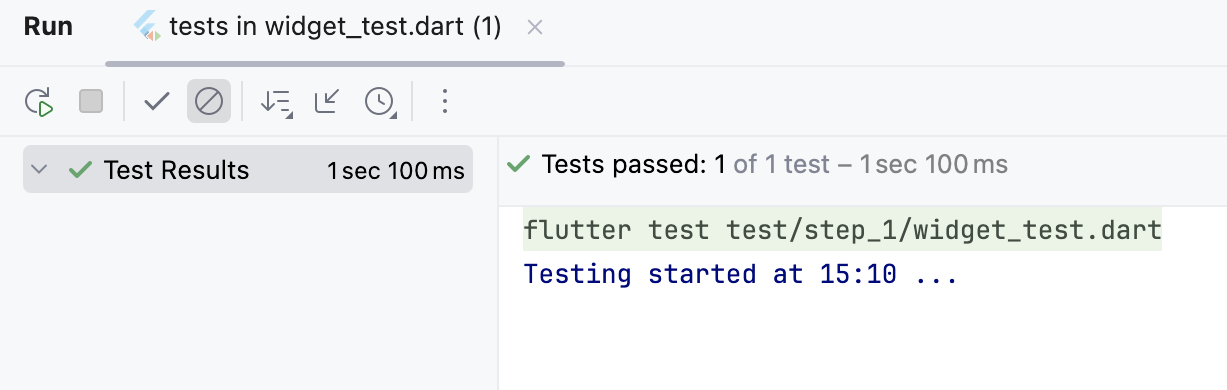 Run tests in widget_test.dart (1)
Test Results 1 sec 100 ms
Tests passed: 1 of 1 test – 1 sec 100 ms
flutter test test/step_1/widget_test.dart
Testing started at 15:10 ...